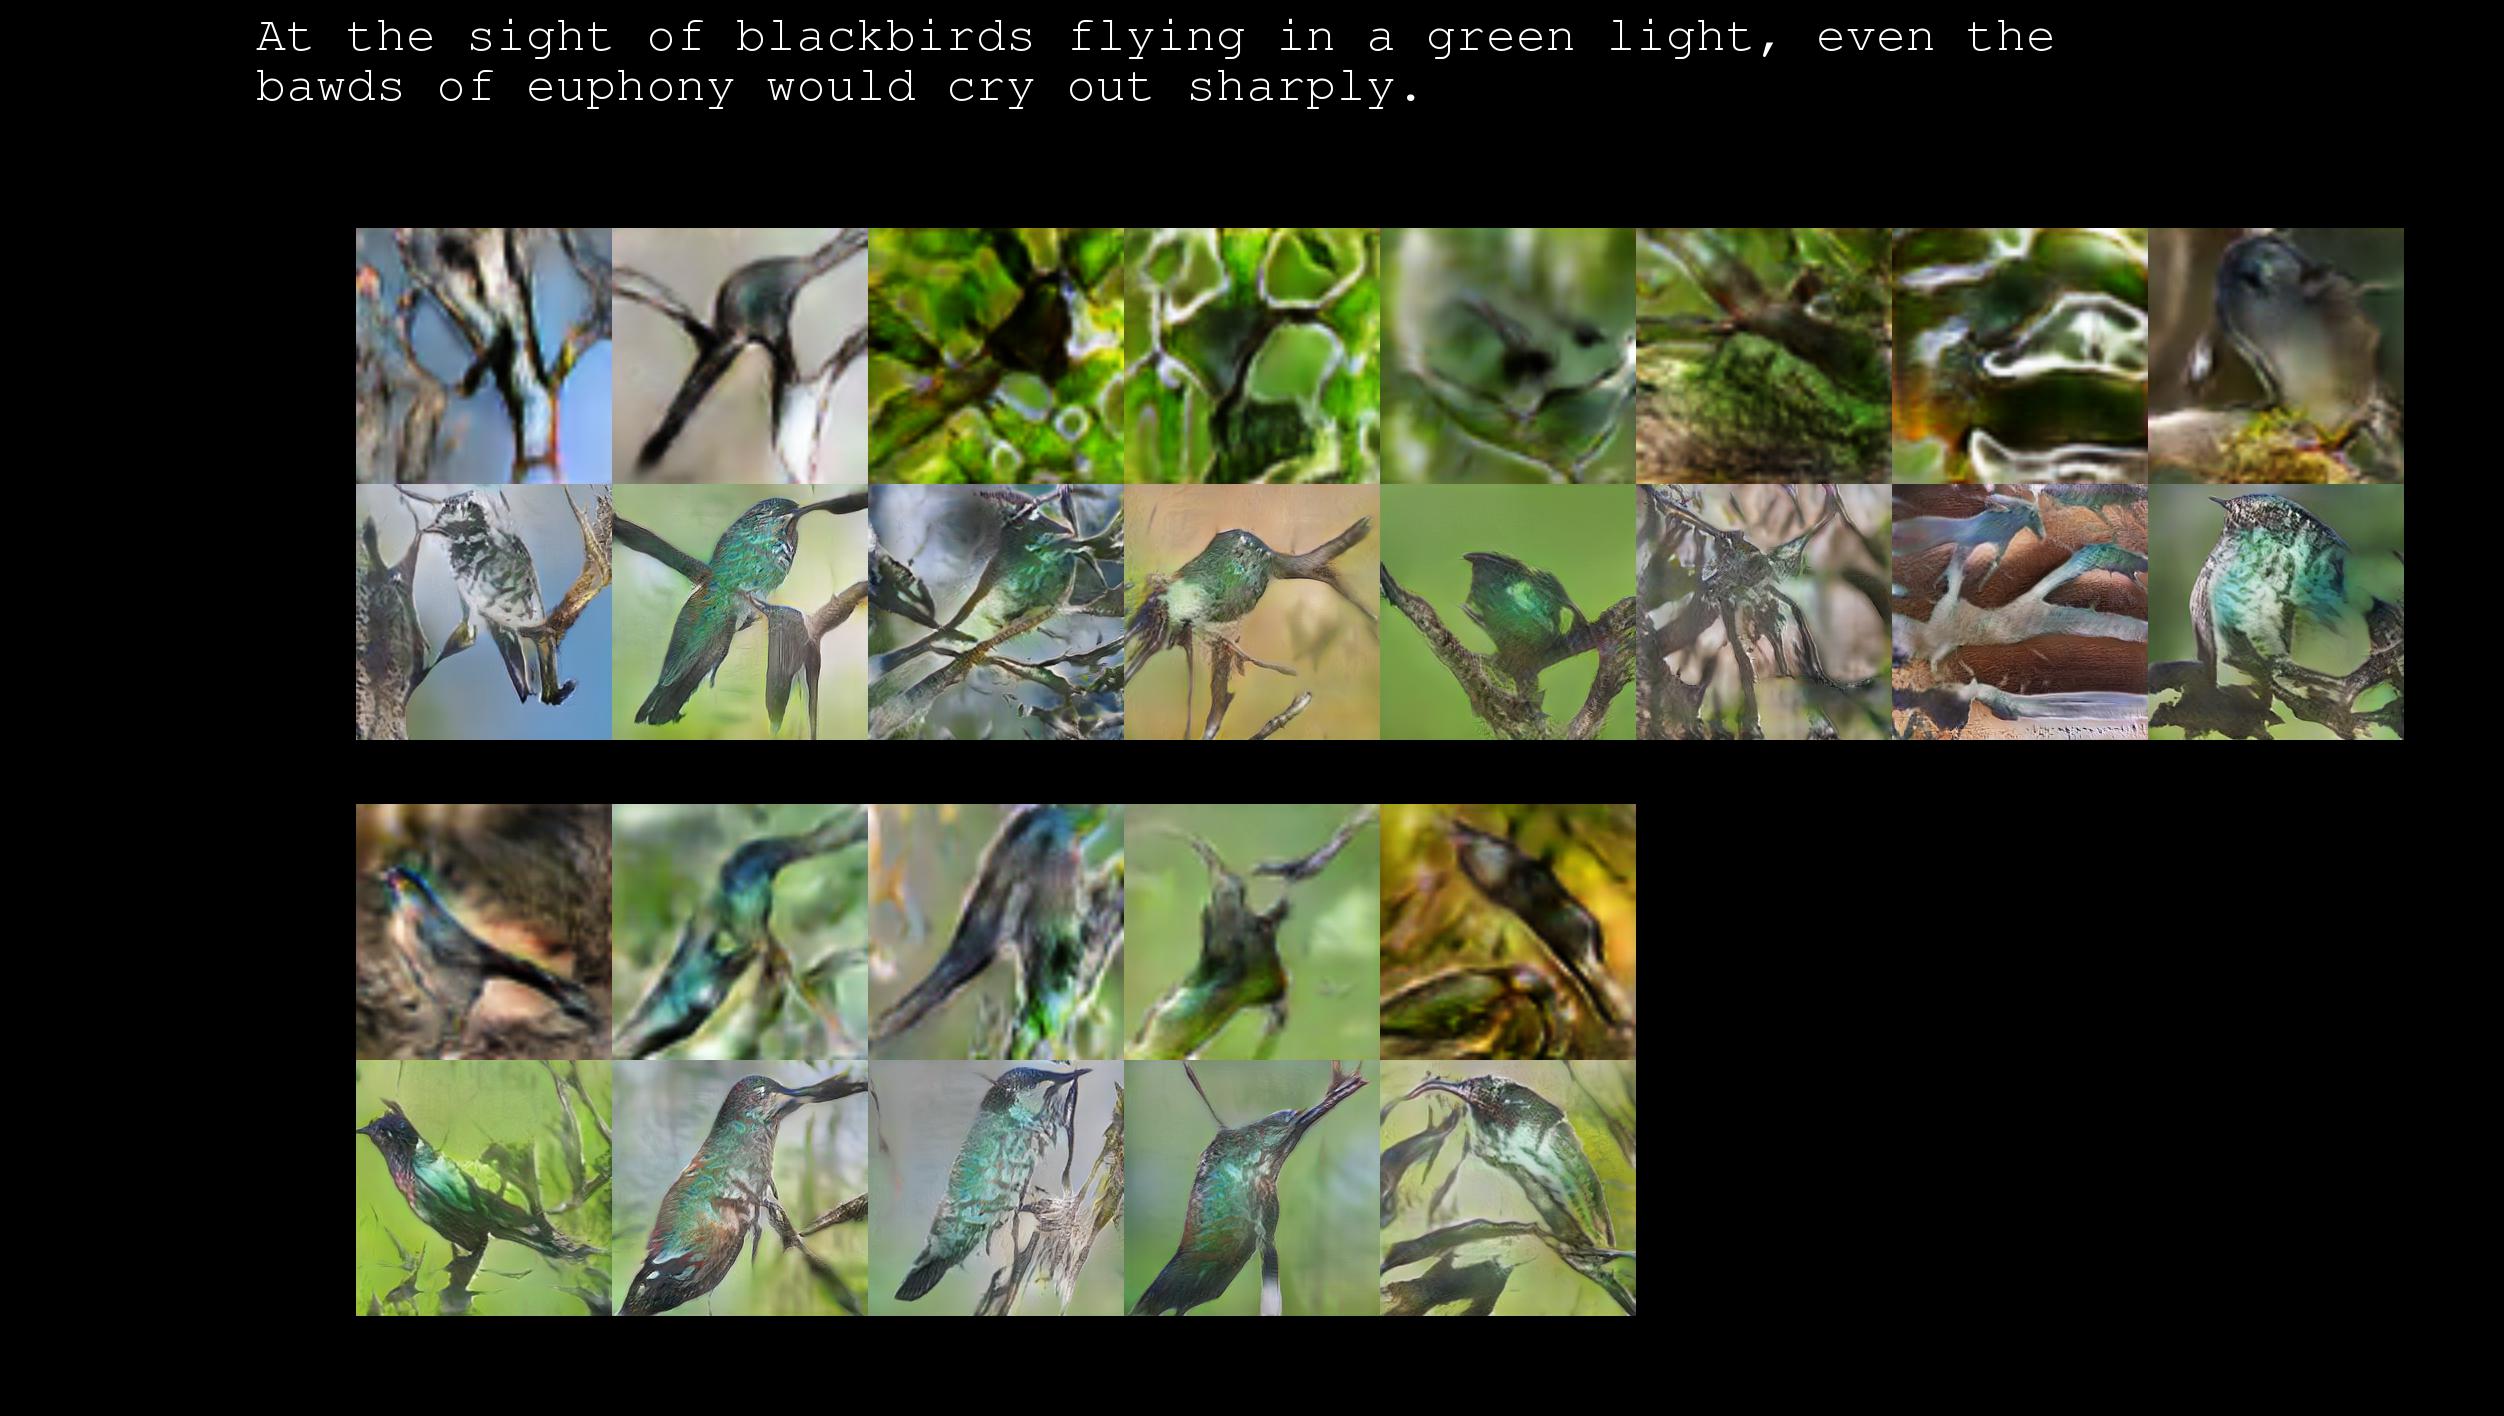 At the sight of blackbirds flying in a green light, even the
bawds of euphony would cry out sharply.